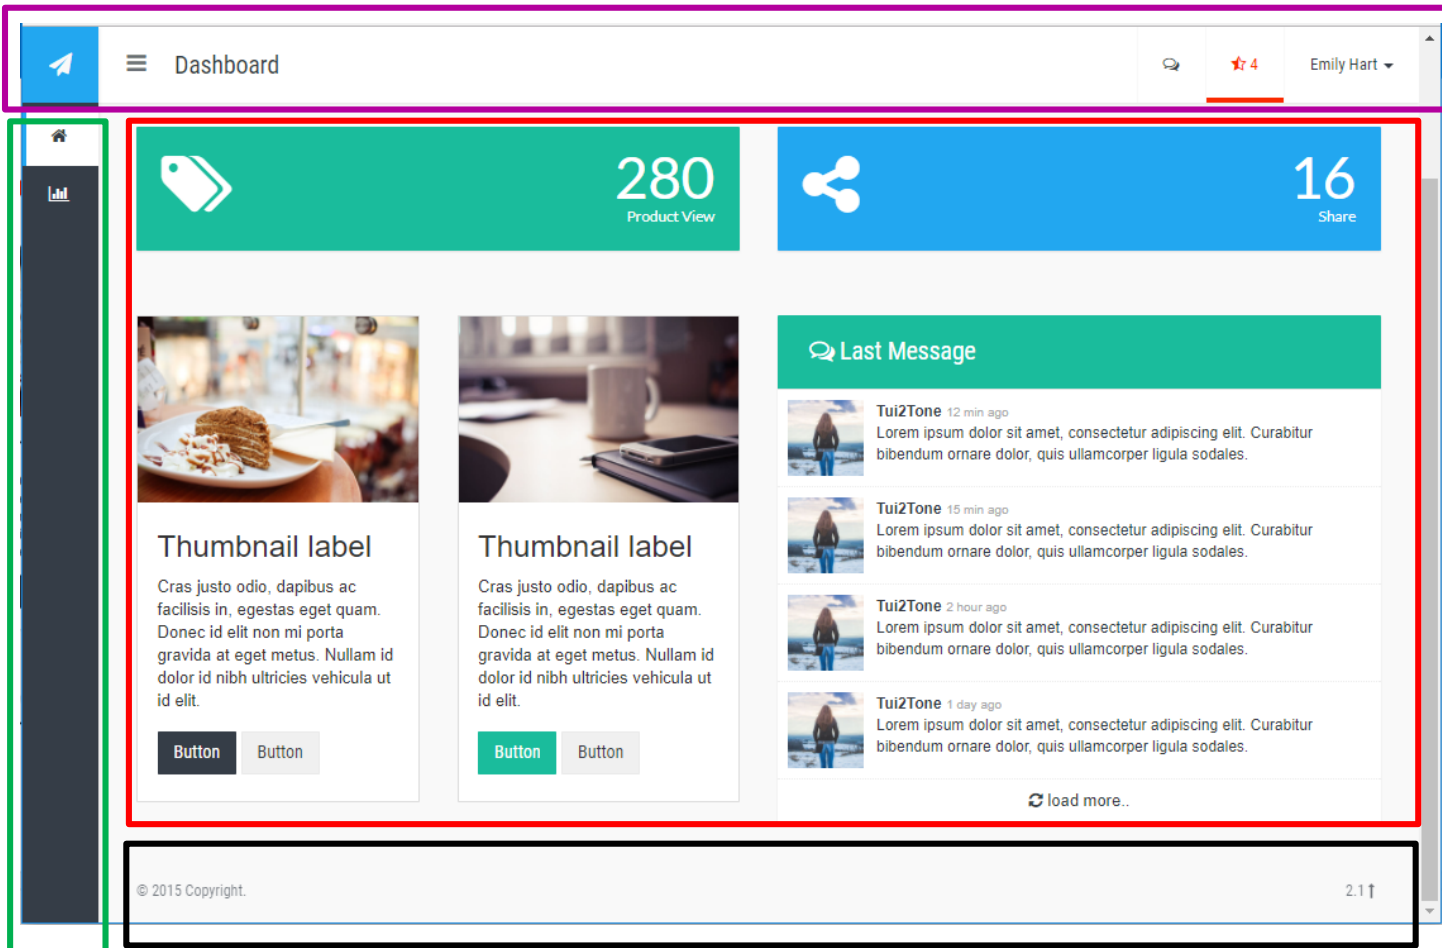 Dashboard
4
Emily Hart
280
Product View
16
Share
Thumbnail label
Cras justo odio, dapibus ac
facilisis in, egestas eget quam.
Donec id elit non mi porta
gravida at eget metus. Nullam id
dolor id nibh ultricies vehicula ut
id elit.
Button Button
Thumbnail label
Cras justo odio, dapibus ac
facilisis in, egestas eget quam.
Donec id elit non mi porta
gravida at eget metus. Nullam id
dolor id nibh ultricies vehicula ut
id elit.
Button Button
Last Message
Tui2Tone 12 min ago
Lorem ipsum dolor sit amet, consectetur adipiscing elit. Curabitur
bibendum ornare dolor, quis ullamcorper ligula sodales.
Tui2Tone 15 min ago
Lorem ipsum dolor sit amet, consectetur adipiscing elit. Curabitur
bibendum ornare dolor, quis ullamcorper ligula sodales.
Tui2Tone 2 hour ago
Lorem ipsum dolor sit amet, consectetur adipiscing elit. Curabitur
bibendum ornare dolor, quis ullamcorper ligula sodales.
Tui2Tone 1 day ago
Lorem ipsum dolor sit amet, consectetur adipiscing elit. Curabitur
bibendum ornare dolor, quis ullamcorper ligula sodales.
load more..
© 2015 Copyright.
2.1